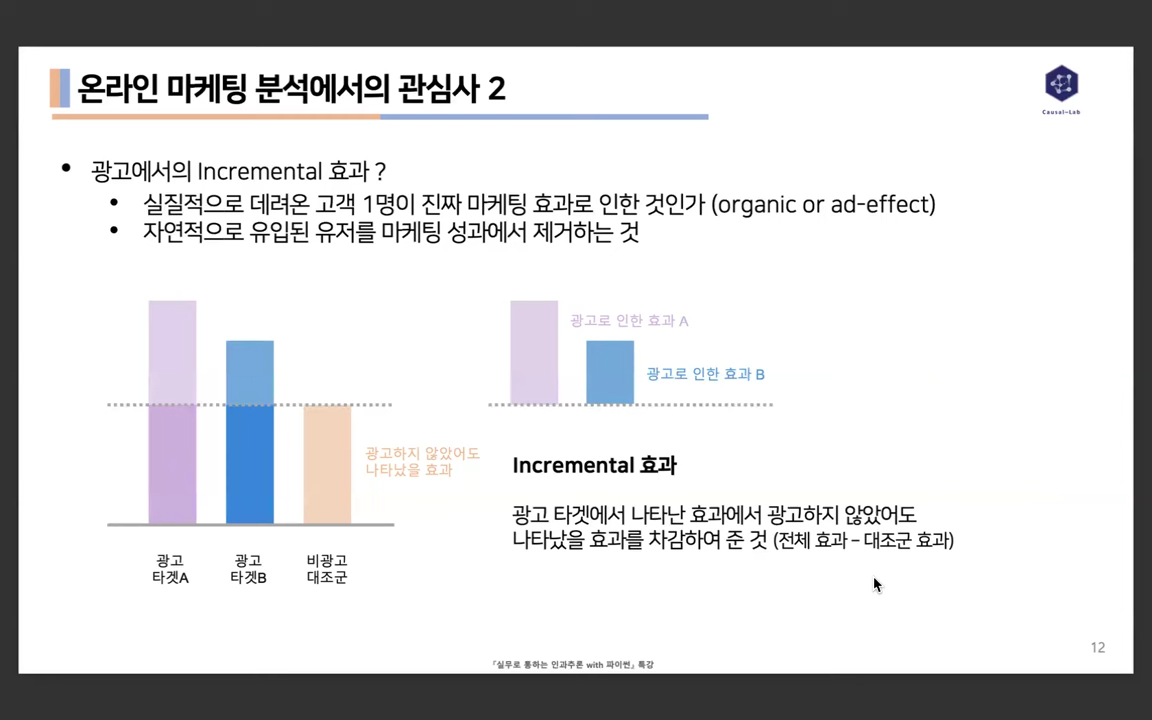 온라인 마케팅 분석에서의 관심사 2
Causal-Lab
• 광고에서의 Incremental 효과 ?
• 실질적으로 데려온 고객 1명이 진짜 마케팅 효과로 인한 것인가 (organic or ad-effect)
• 자연적으로 유입된 유저를 마케팅 성과에서 제거하는 것
광고로 인한 효과 A
광고로 인한 효과 B
광고하지 않았어도
나타났을 효과
광고
타겟A
광고
타겟B
비광고
대조군
Incremental 효과
광고 타겟에서 나타난 효과에서 광고하지 않았어도
나타났을 효과를 차감하여 준 것 (전체 효과 – 대조군 효과)
12
『실무로 통하는 인과추론 with 파이썬』 특강